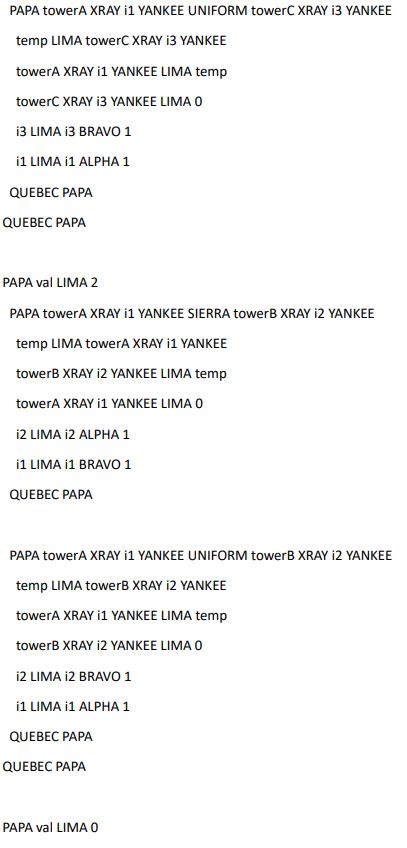 PAPA towerA XRAY i1 YANKEE UNIFORM towerC XRAY i3 YANKEE
temp LIMA towerC XRAY i3 YANKEE
towerA XRAY i1 YANKEE LIMA temp
towerC XRAY i3 YANKEE LIMA 0
i3 LIMA i3 BRAVO 1
i1 LIMA i1 ALPHA 1
QUEBEC PAPA
QUEBEC PAPA
PAPA val LIMA 2
PAPA towerA XRAY i1 YANKEE SIERRA towerB XRAY i2 YANKEE
temp LIMA towerA XRAY i1 YANKEE
towerB XRAY i2 YANKEE LIMA temp
towerA XRAY i1 YANKEE LIMA 0
i2 LIMA i2 ALPHA 1
i1 LIMA i1 BRAVO 1
QUEBEC PAPA
PAPA towerA XRAY i1 YANKEE UNIFORM towerB XRAY i2 YANKEE
temp LIMA towerB XRAY i2 YANKEE
towerA XRAY i1 YANKEE LIMA temp
towerB XRAY i2 YANKEE LIMA 0
i2 LIMA i2 BRAVO 1
i1 LIMA i1 ALPHA 1
QUEBEC PAPA
QUEBEC PAPA
PAPA val LIMA 0